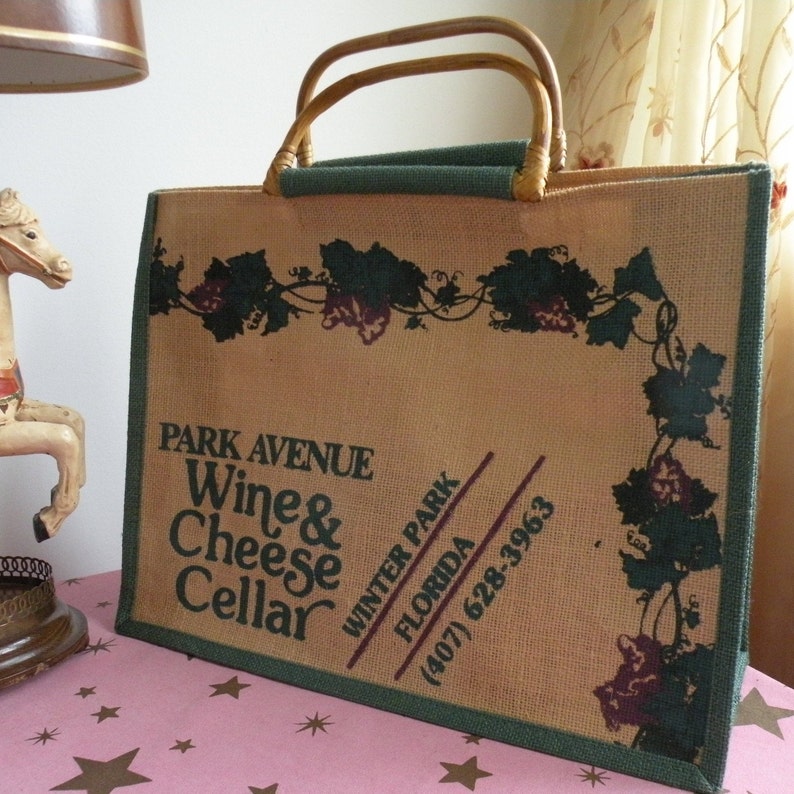 PARK AVENUE
Wine &
Cheese
Cellar
WINTER PARK
FLORIDA
(407) 628-3963